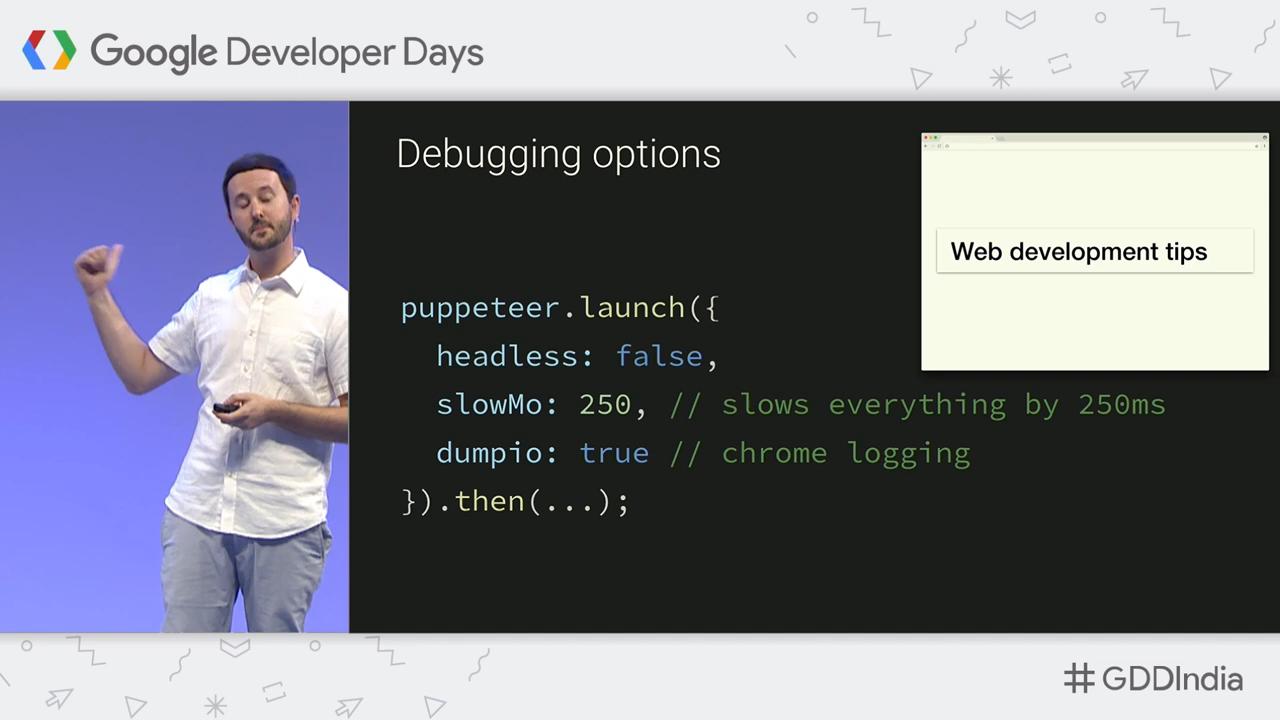 Google Developer Days
Debugging options
Web development tips
puppeteer.launch({
headless: false,
slowMo: 250, // slows everything by 250ms
dumpio: true // chrome logging
}).then(...);
#GDDIndia